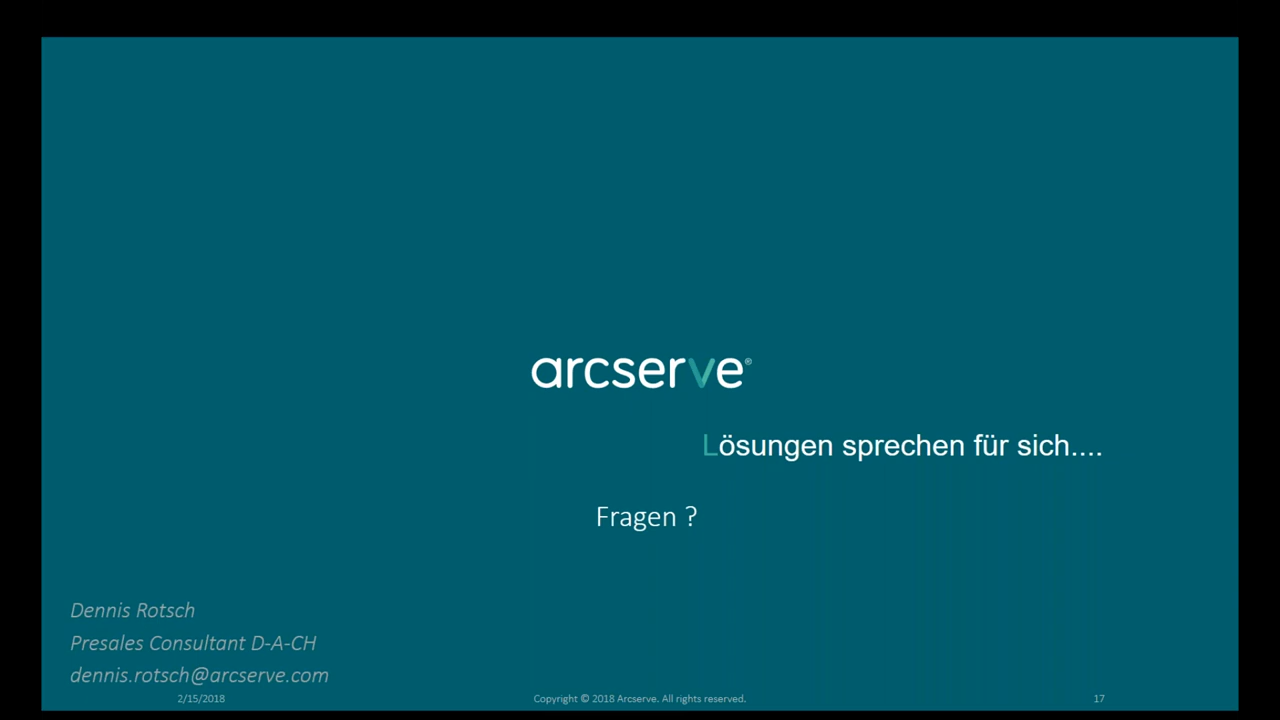 arcserve®
Lösungen sprechen für sich....
Fragen ?
Dennis Rotsch
Presales Consultant D-A-CH
dennis.rotsch@arcserve.com
2/15/2018
Copyright © 2018 Arcserve. All rights reserved.
17